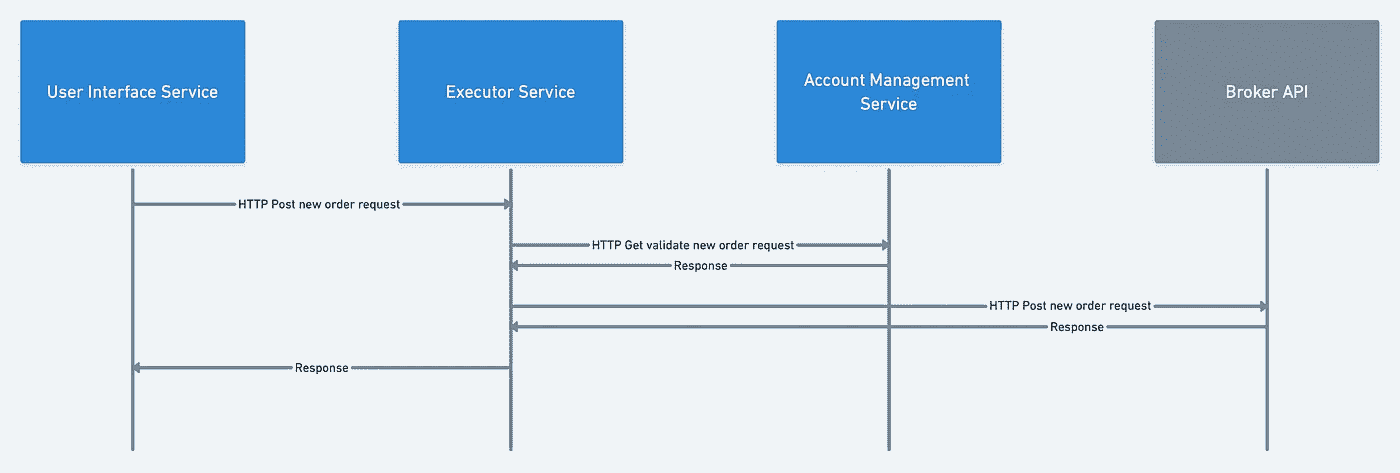 User Interface Service
Executor Service
Account Management
Service
Broker API
HTTP Post new order request
HTTP Get validate new order request
Response
HTTP Post new order request
Response
Response